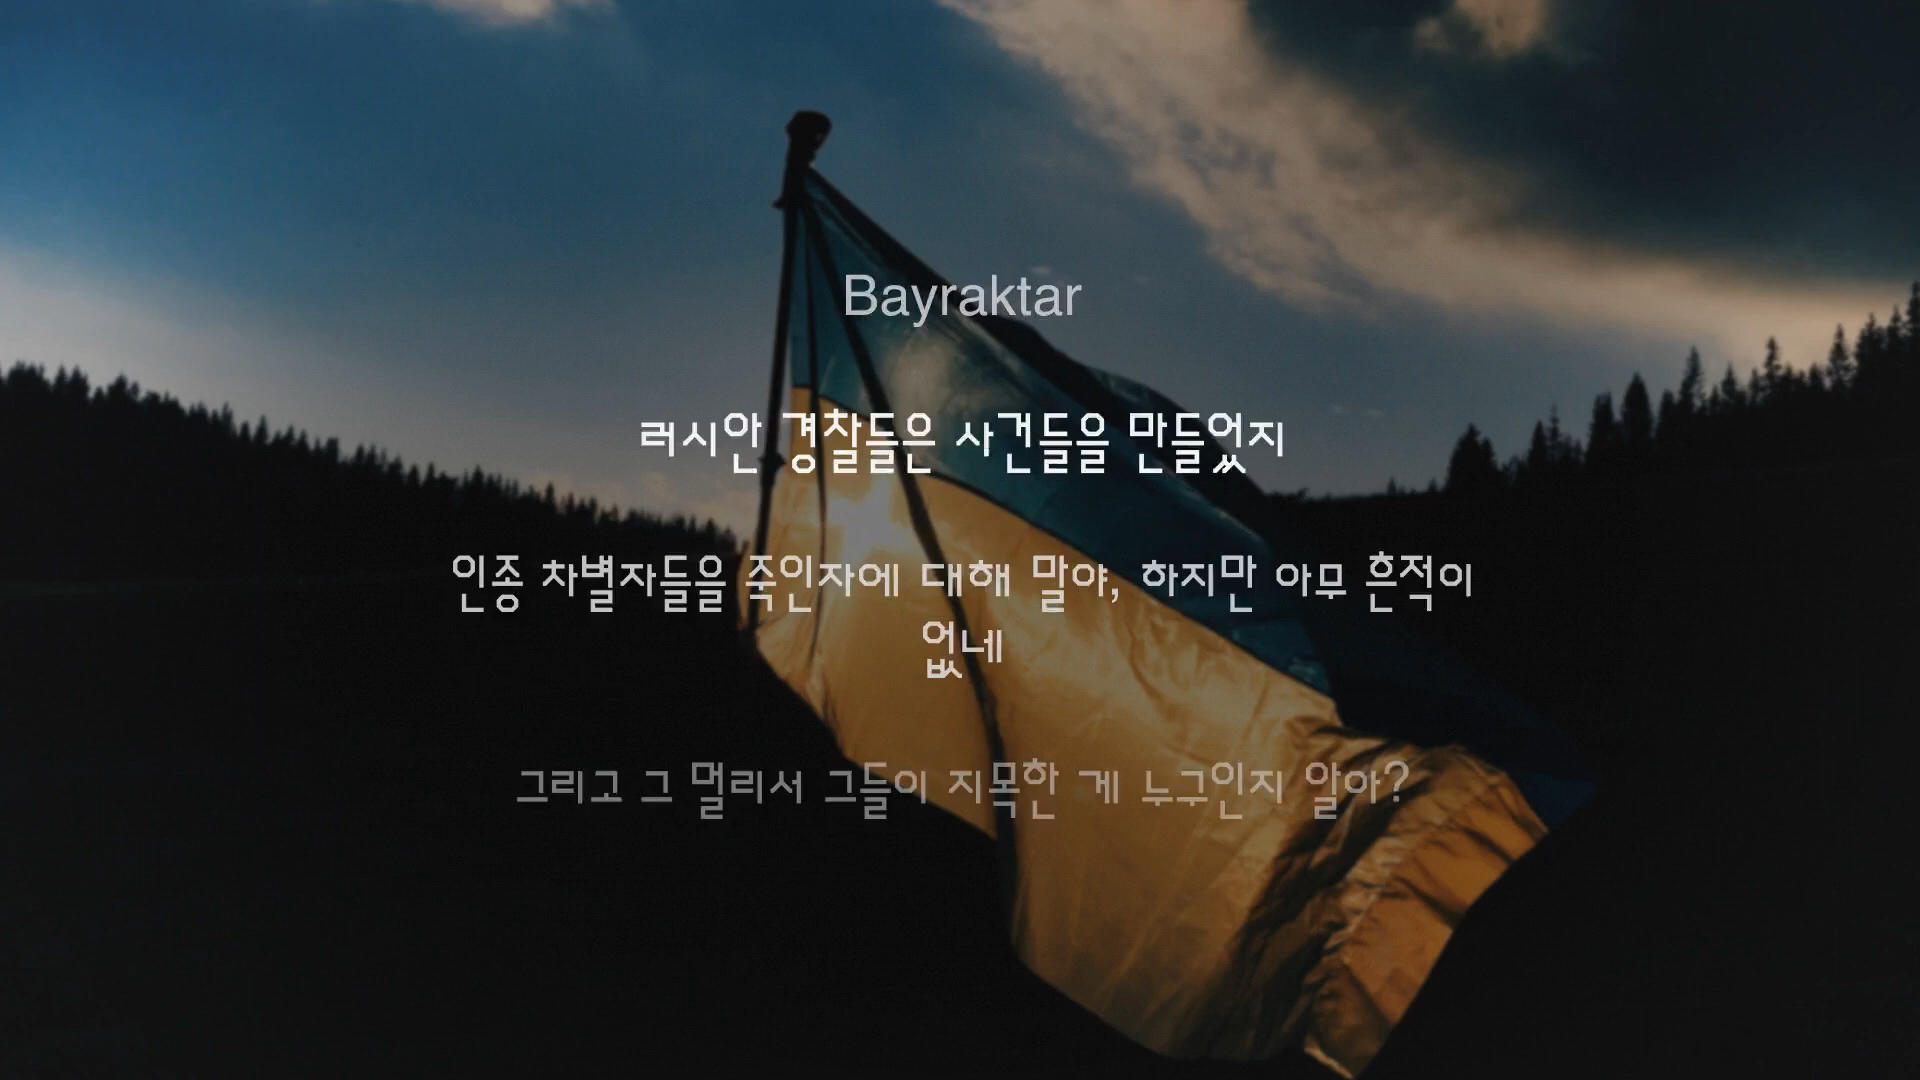 Bayraktar
러시안 경찰들은 사건들을 만들었지
인종 차별자들을 죽인자에 대해 말야, 하지만 아무 흔적이
없네
그리고 그 멀리서 그들이 지목한 게 누구인지 알아?